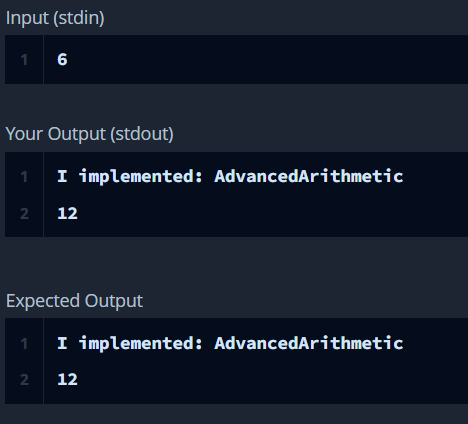 Input (stdin)
1 6
Your Output (stdout)
1 I implemented: AdvancedArithmetic
2 12
Expected Output
1 I implemented: AdvancedArithmetic
2 12